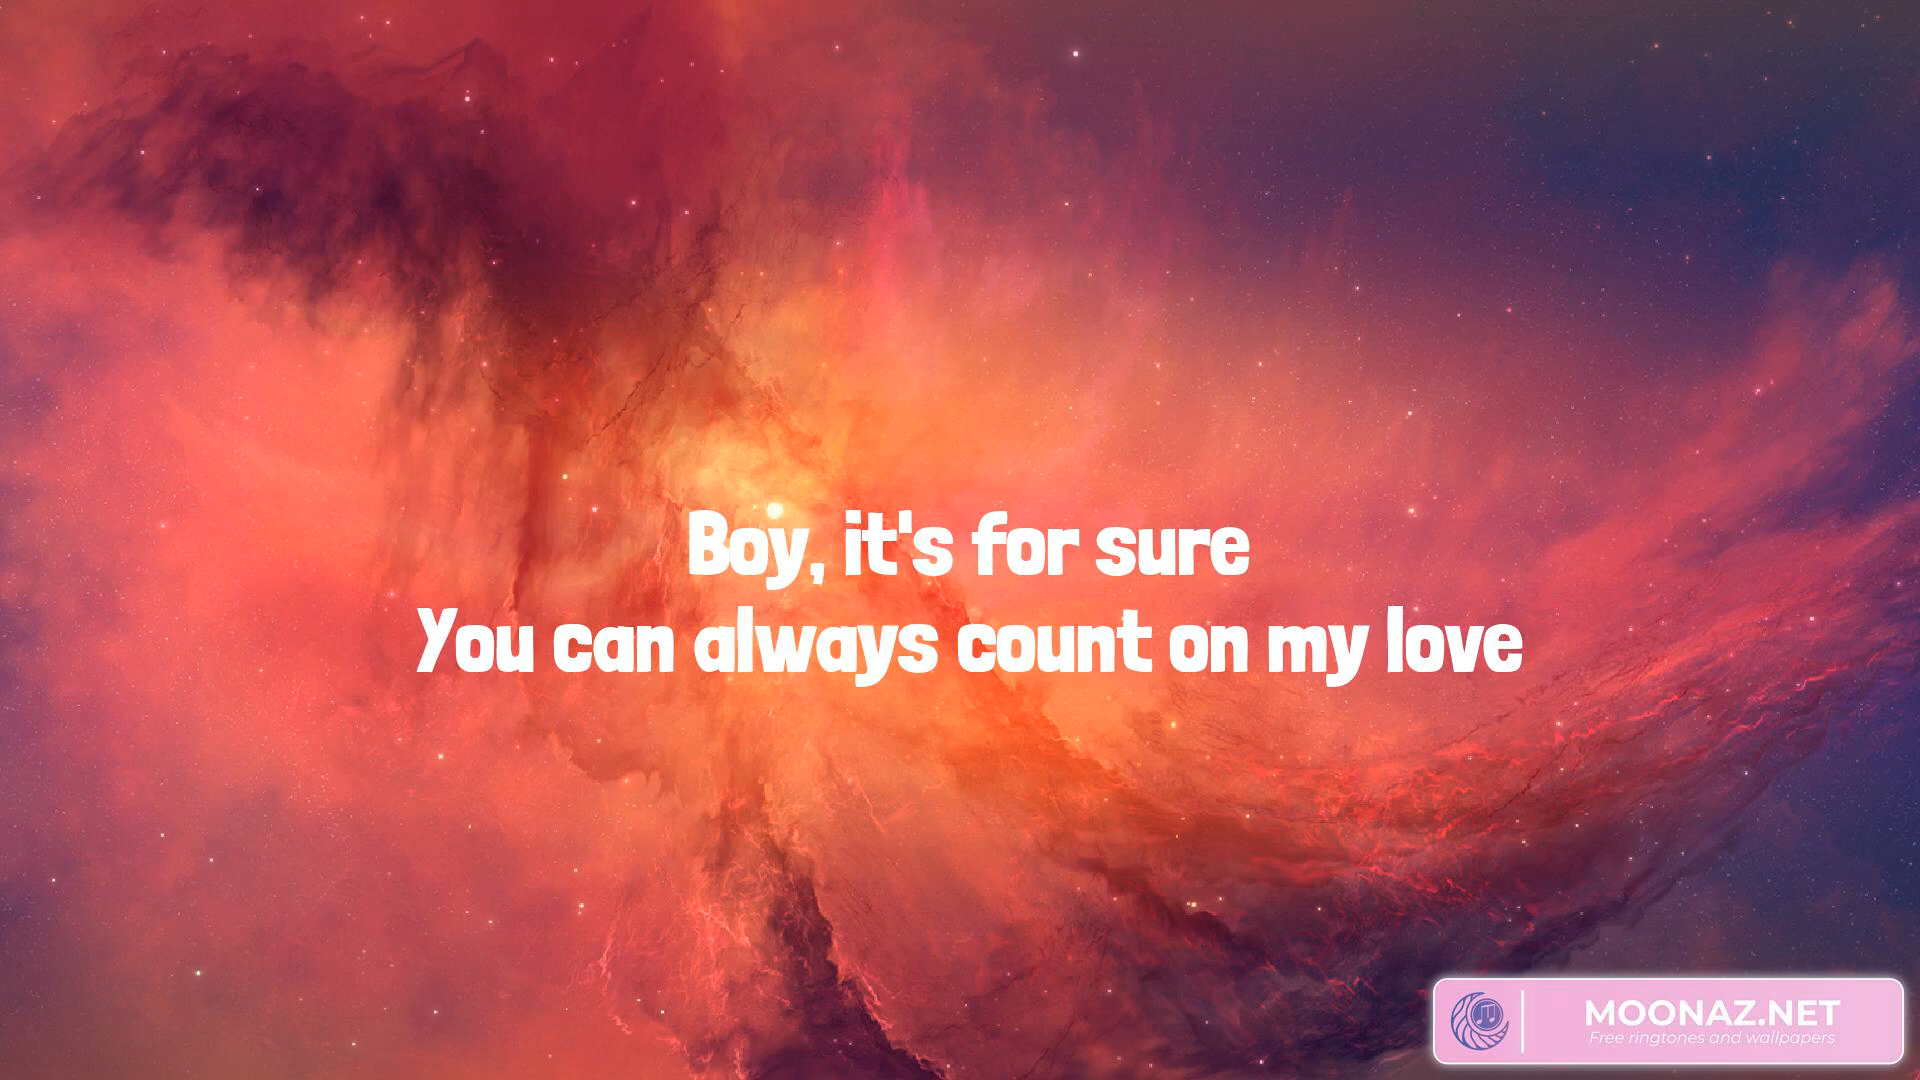 Boy, it's for sure
You can always count on my love
MOONAZ.NET
Free ringtones and wallpapers